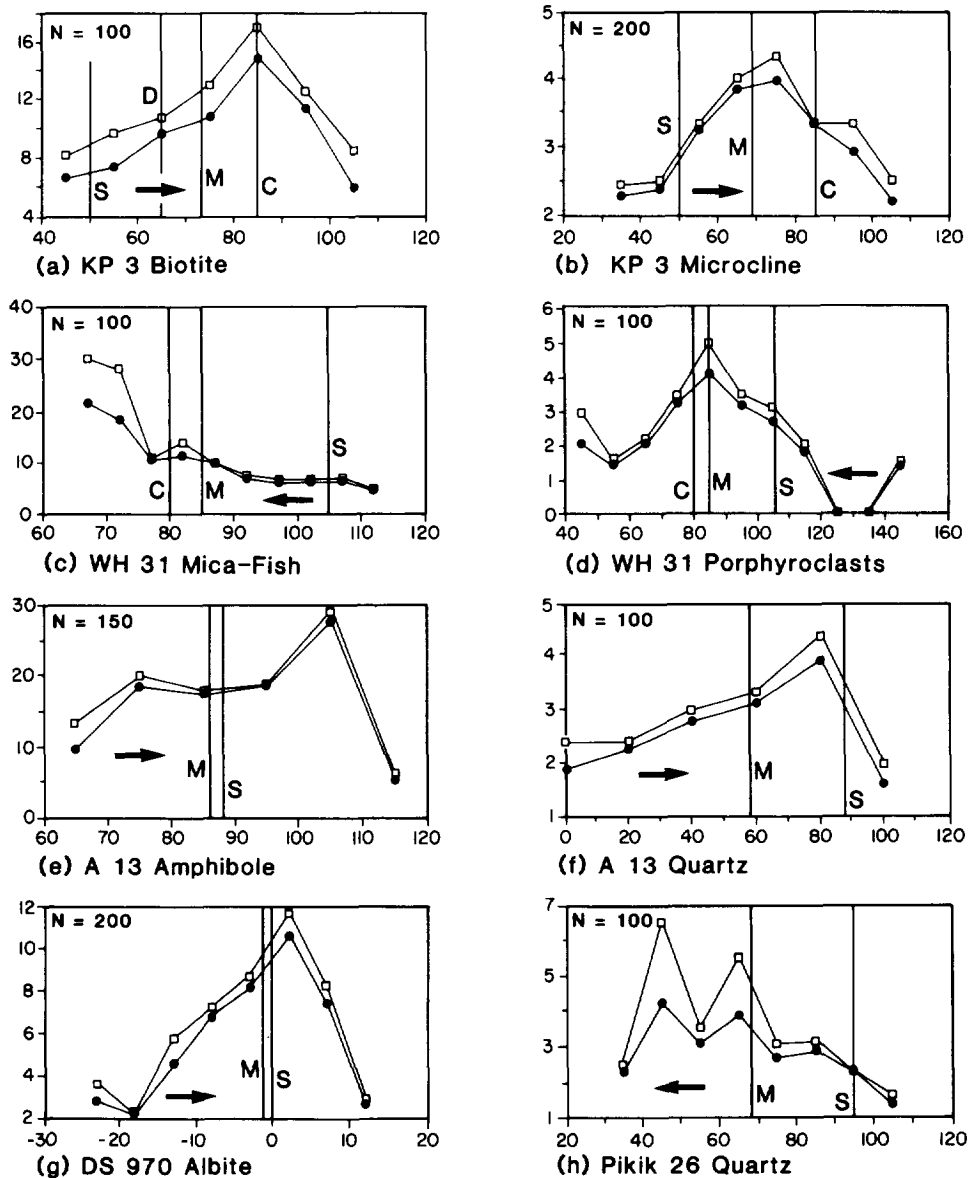 N = 100
16
12
8
4
S
D
M
C
40 60 80 100 120
(a) KP 3 Biotite
N = 200
5
4
3
2
S
M
C
20 40 60 80 100 120
(b) KP 3 Microcline
N = 100
40
30
20
10
0
C
M
S
60 70 80 90 100 110 120
(c) WH 31 Mica-Fish
N = 100
6
5
4
3
2
1
0
C
M
S
40 60 80 100 120 140 160
(d) WH 31 Porphyroclasts
N = 150
30
20
10
0
M
S
60 70 80 90 100 110 120
(e) A 13 Amphibole
N = 100
5
4
3
2
1
M
S
0 20 40 60 80 100 120
(f) A 13 Quartz
N = 200
12
10
8
6
4
2
M
S
-30 -20 -10 0 10 20
(g) DS 970 Albite
N = 100
7
5
3
1
M
S
20 40 60 80 100 120
(h) Pikik 26 Quartz